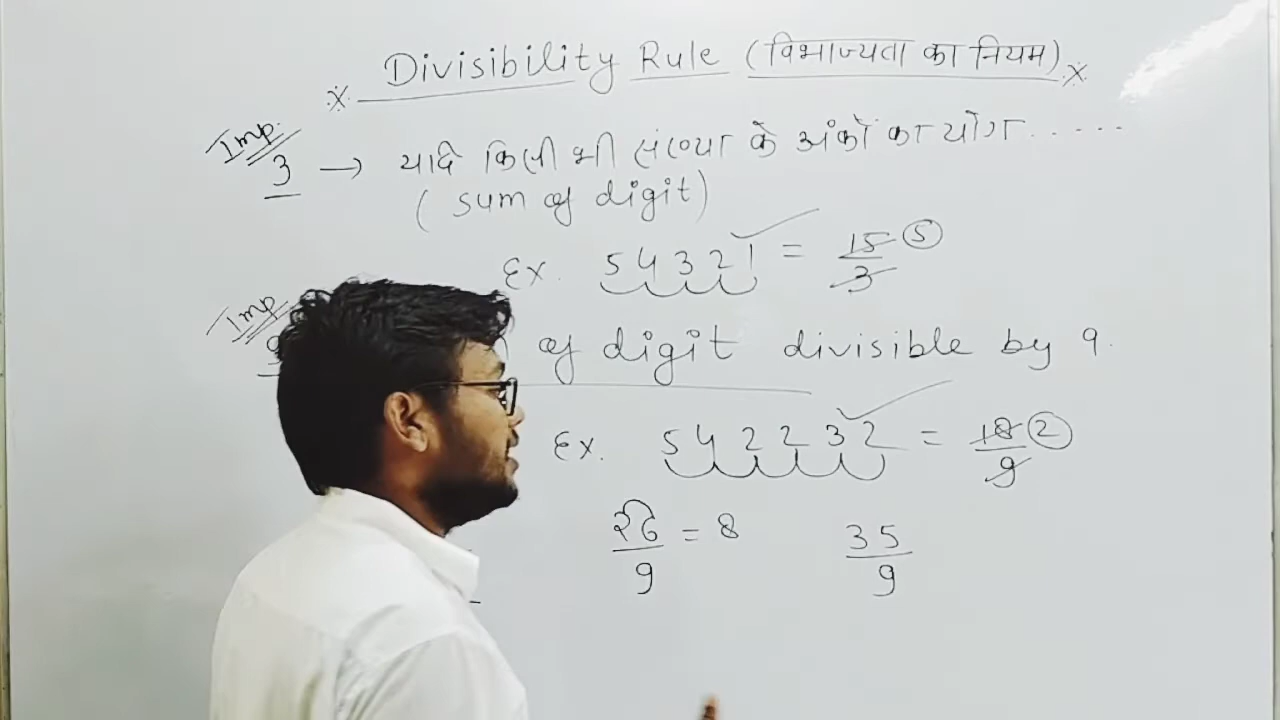 Divisibility Rule (विभाज्यता का नियम)
Imp.
3 → यदि किसी भी संख्या के अंकों का योग.....
(sum of digit)
Ex. 54321 = 15/3 5
Imp
9 of digit divisible by 9.
Ex. 542232 = 18/9 2
26/9 = 8 35/9